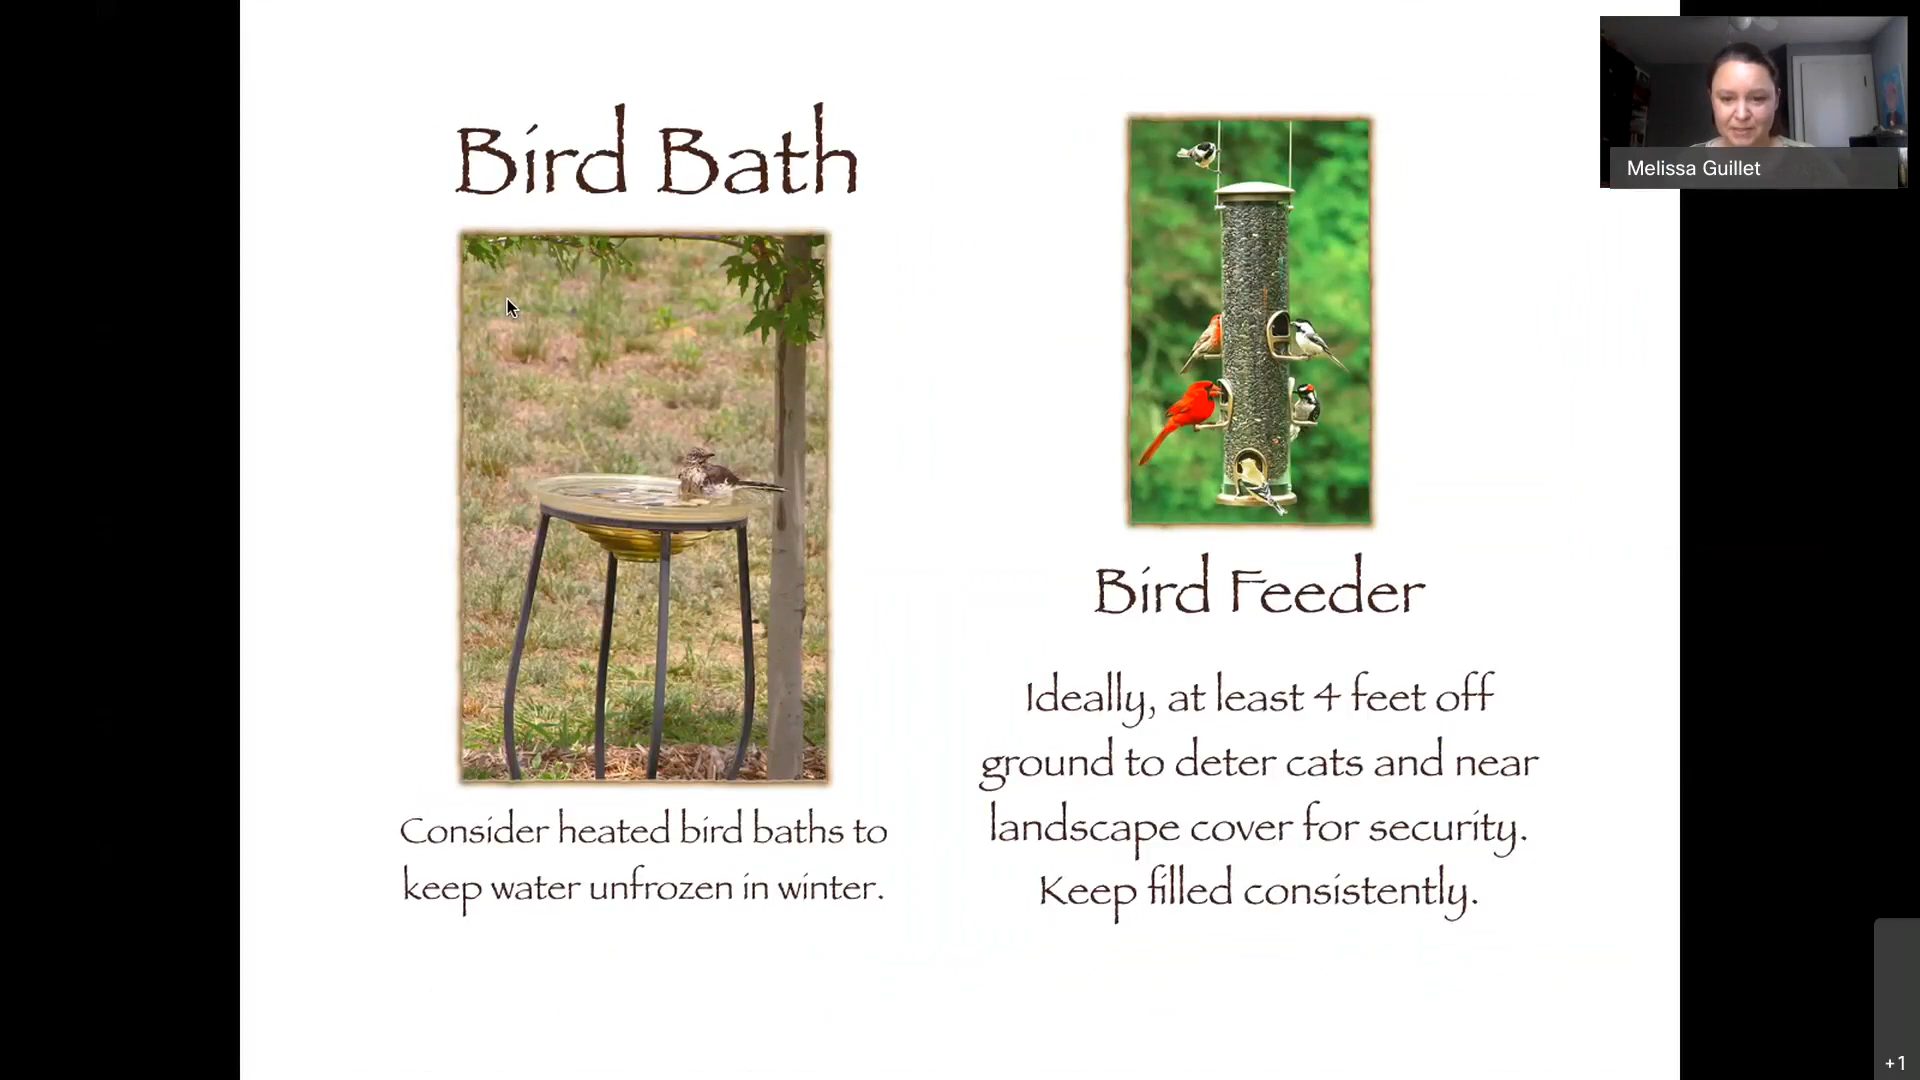 Bird Bath
Consider heated bird baths to
keep water unfrozen in winter.
Bird Feeder
Ideally, at least 4 feet off
ground to deter cats and near
landscape cover for security.
Keep filled consistently.
Melissa Guillet
+1